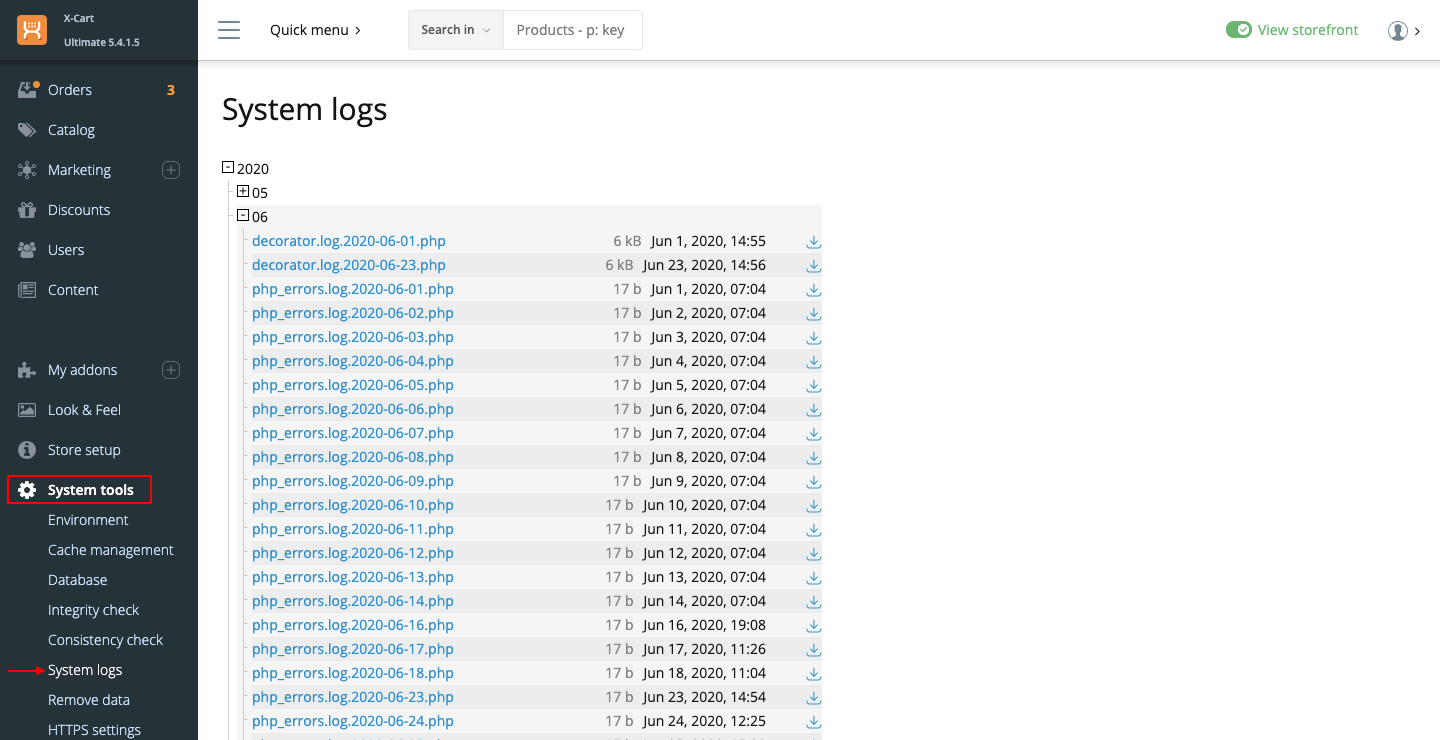 X-Cart
Ultimate 5.4.1.5
Quick menu
Search in
Products - p: key
View storefront
Orders 3
Catalog
Marketing
Discounts
Users
Content
My addons
Look & Feel
Store setup
System tools
Environment
Cache management
Database
Integrity check
Consistency check
System logs
Remove data
HTTPS settings
System logs
2020
05
06
decorator.log.2020-06-01.php 6 kB Jun 1, 2020, 14:55
decorator.log.2020-06-23.php 6 kB Jun 23, 2020, 14:56
php_errors.log.2020-06-01.php 17 b Jun 1, 2020, 07:04
php_errors.log.2020-06-02.php 17 b Jun 2, 2020, 07:04
php_errors.log.2020-06-03.php 17 b Jun 3, 2020, 07:04
php_errors.log.2020-06-04.php 17 b Jun 4, 2020, 07:04
php_errors.log.2020-06-05.php 17 b Jun 5, 2020, 07:04
php_errors.log.2020-06-06.php 17 b Jun 6, 2020, 07:04
php_errors.log.2020-06-07.php 17 b Jun 7, 2020, 07:04
php_errors.log.2020-06-08.php 17 b Jun 8, 2020, 07:04
php_errors.log.2020-06-09.php 17 b Jun 9, 2020, 07:04
php_errors.log.2020-06-10.php 17 b Jun 10, 2020, 07:04
php_errors.log.2020-06-11.php 17 b Jun 11, 2020, 07:04
php_errors.log.2020-06-12.php 17 b Jun 12, 2020, 07:04
php_errors.log.2020-06-13.php 17 b Jun 13, 2020, 07:04
php_errors.log.2020-06-14.php 17 b Jun 14, 2020, 07:04
php_errors.log.2020-06-16.php 17 b Jun 16, 2020, 19:08
php_errors.log.2020-06-17.php 17 b Jun 17, 2020, 11:26
php_errors.log.2020-06-18.php 17 b Jun 18, 2020, 11:04
php_errors.log.2020-06-23.php 17 b Jun 23, 2020, 14:54
php_errors.log.2020-06-24.php 17 b Jun 24, 2020, 12:25